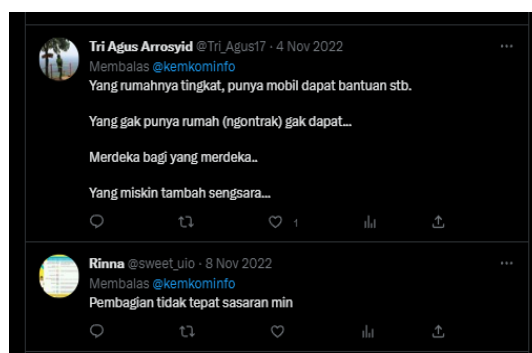 Tri Agus Arrosyid @Tri_Agus17 · 4 Nov 2022
Membalas @kemkominfo
Yang rumahnya tingkat, punya mobil dapat bantuan stb.
Yang gak punya rumah (ngontrak) gak dapat...
Merdeka bagi yang merdeka..
Yang miskin tambah sengsara...
1
Rinna @sweet_uio · 8 Nov 2022
Membalas @kemkominfo
Pembagian tidak tepat sasaran min